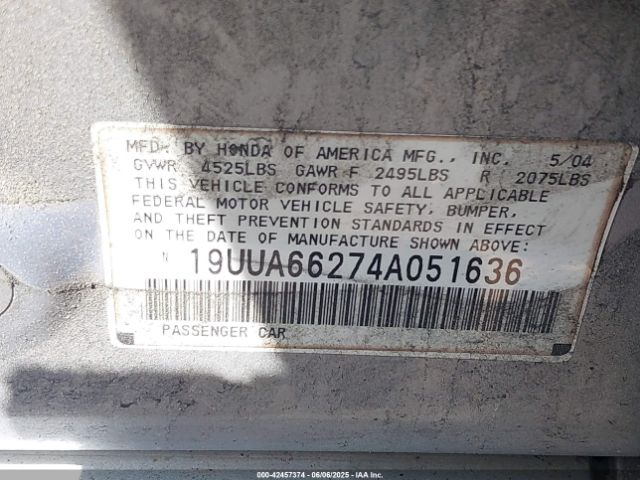 MFD. BY HONDA OF AMERICA MFG., INC. 5/04
GVWR 4525LBS GAWR F 2495LBS R 2075LBS
THIS VEHICLE CONFORMS TO ALL APPLICABLE
FEDERAL MOTOR VEHICLE SAFETY, BUMPER,
AND THEFT PREVENTION STANDARDS IN EFFECT
ON THE DATE OF MANUFACTURE SHOWN ABOVE:
N 19UUA66274A051636
PASSENGER CAR
000-42457374 | 06/06/2025 - IAA Inc.